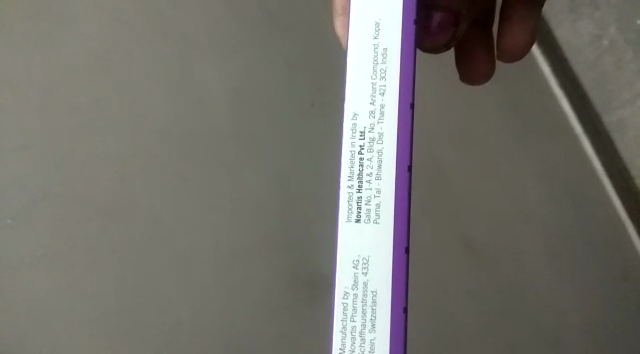 Manufactured by :
Novartis Pharma Stein AG.,
Schaffhauserstrasse, 4332,
Stein, Switzerland.
Imported & Marketed in India by:
Novartis Healthcare Pvt. Ltd.,
Gala No. 1-A & 2-A, Bldg. No. 28, Arihant Compound, Kopar,
Purna, Tal - Bhiwandi, Dist - Thane - 421 302, India.